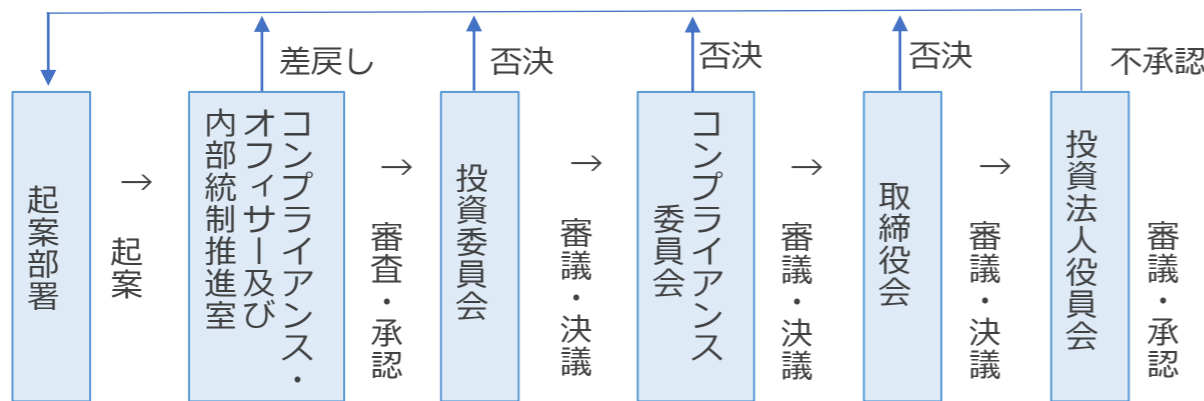 差戻し
否決
否決
否決
不承認
起案部署
→
起案
コンプライアンス・
オフィサー及び
内部統制推進室
→
審査・承認
投資委員会
→
審議・決議
コンプライアンス
委員会
→
審議・決議
取締役会
→
審議・決議
投資法人役員会
審議・承認